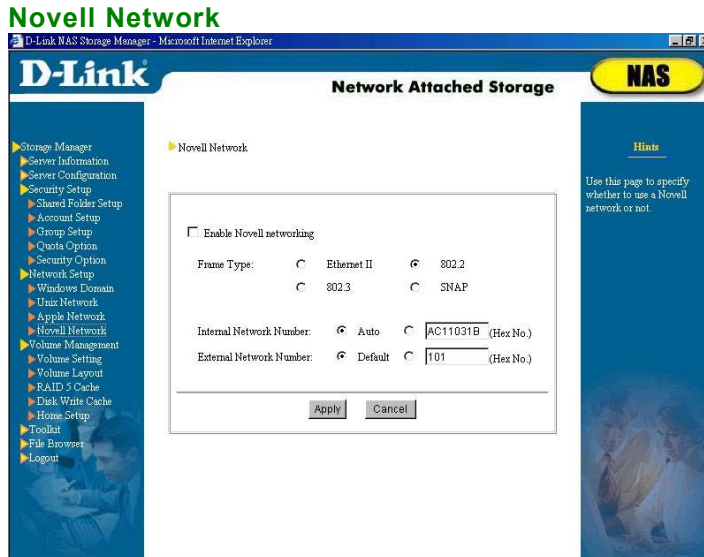 Novell Network
D-Link NAS Storage Manager - Microsoft Internet Explorer
D-Link
Network Attached Storage
NAS
Storage Manager
Server Information
Server Configuration
Security Setup
Shared Folder Setup
Account Setup
Group Setup
Quota Option
Security Option
Network Setup
Windows Domain
Unix Network
Apple Network
Novell Network
Volume Management
Volume Setting
Volume Layout
RAID 5 Cache
Disk Write Cache
Home Setup
Toolkit
File Browser
Logout
Novell Network
Enable Novell networking
Frame Type: Ethernet II 802.2
802.3 SNAP
Internal Network Number: Auto AC11031B (Hex No.)
External Network Number: Default 101 (Hex No.)
Apply Cancel
Hints
Use this page to specify
whether to use a Novell
network or not.